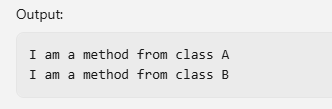 Output:
I am a method from class A
I am a method from class B